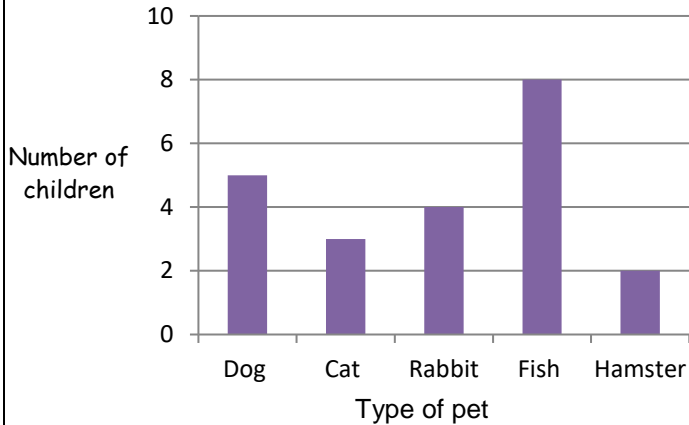 10
8
Number of
children
6
4
2
0
Dog Cat Rabbit Fish Hamster
Type of pet